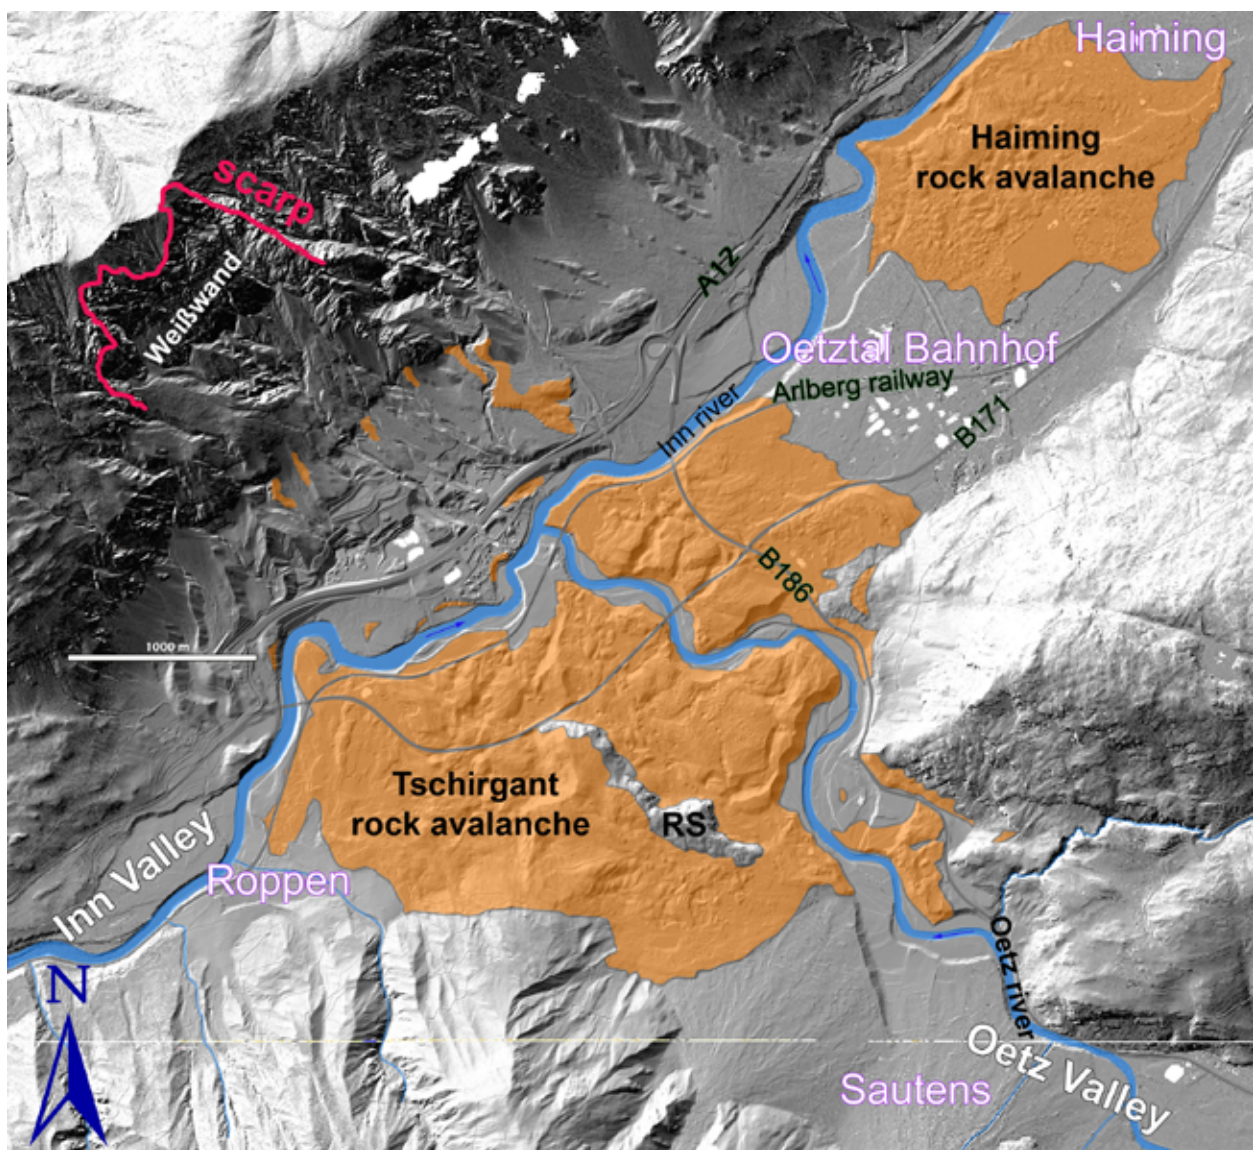 Haiming
Haiming
rock avalanche
scarp
Weißwand
A12
Oetztal Bahnhof
Arlberg railway
Inn river
B171
B186
1000 m
Tschirgant
rock avalanche
RS
Inn Valley
Roppen
N
Oetz river
Oetz Valley
Sautens